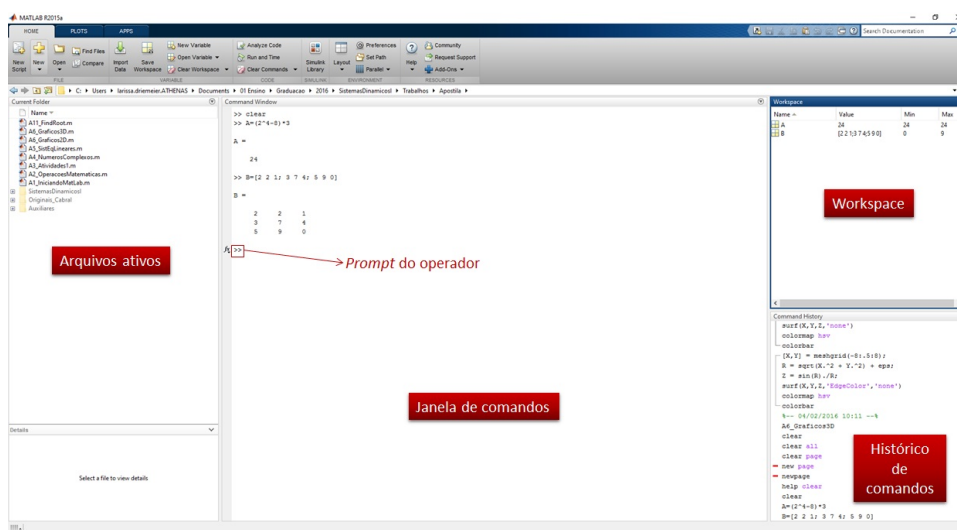 MATLAB R2015a
HOME PLOTS APPS
Search Documentation
New Script
New
Open
Find Files
Compare
Import Data
Save Workspace
New Variable
Open Variable
Clear Workspace
Analyze Code
Run and Time
Clear Commands
Simulink Library
Layout
Preferences
Set Path
Parallel
Help
Community
Request Support
Add-Ons
FILE VARIABLE CODE SIMULINK ENVIRONMENT RESOURCES
C: Users larissa.driemeier.ATHENAS Documents 01 Ensino Graduacao 2016 SistemasDinamicosI Trabalhos Apostila
Current Folder
Name
A11_FindRoot.m
A6_Graficos3D.m
A6_Graficos2D.m
A5_SistEqLineares.m
A4_NumerosComplexos.m
A3_Atividades1.m
A2_OperacoesMatematicas.m
A1_IniciandoMatLab.m
SistemasDinamicosI
Originais_Cabral
Auxiliares
Arquivos ativos
Details
Select a file to view details
Command Window
>> clear
>> A=(2^4-8)*3
A =
24
>> B=[2 2 1; 3 7 4; 5 9 0]
B =
2 2 1
3 7 4
5 9 0
fx >>
Prompt do operador
Janela de comandos
Workspace
Name Value Min Max
A 24 24 24
B [2 2 1;3 7 4;5 9 0] 0 9
Workspace
Command History
surf(X,Y,Z,'none')
colormap hsv
colorbar
[X,Y] = meshgrid(-8:.5:8);
R = sqrt(X.^2 + Y.^2) + eps;
Z = sin(R)./R;
surf(X,Y,Z,'EdgeColor','none')
colormap hsv
colorbar
%-- 04/02/2016 10:11 --%
A6_Graficos3D
clear
clear all
clear page
new page
newpage
help clear
clear
A=(2^4-8)*3
B=[2 2 1; 3 7 4; 5 9 0]
Histórico
de
comandos